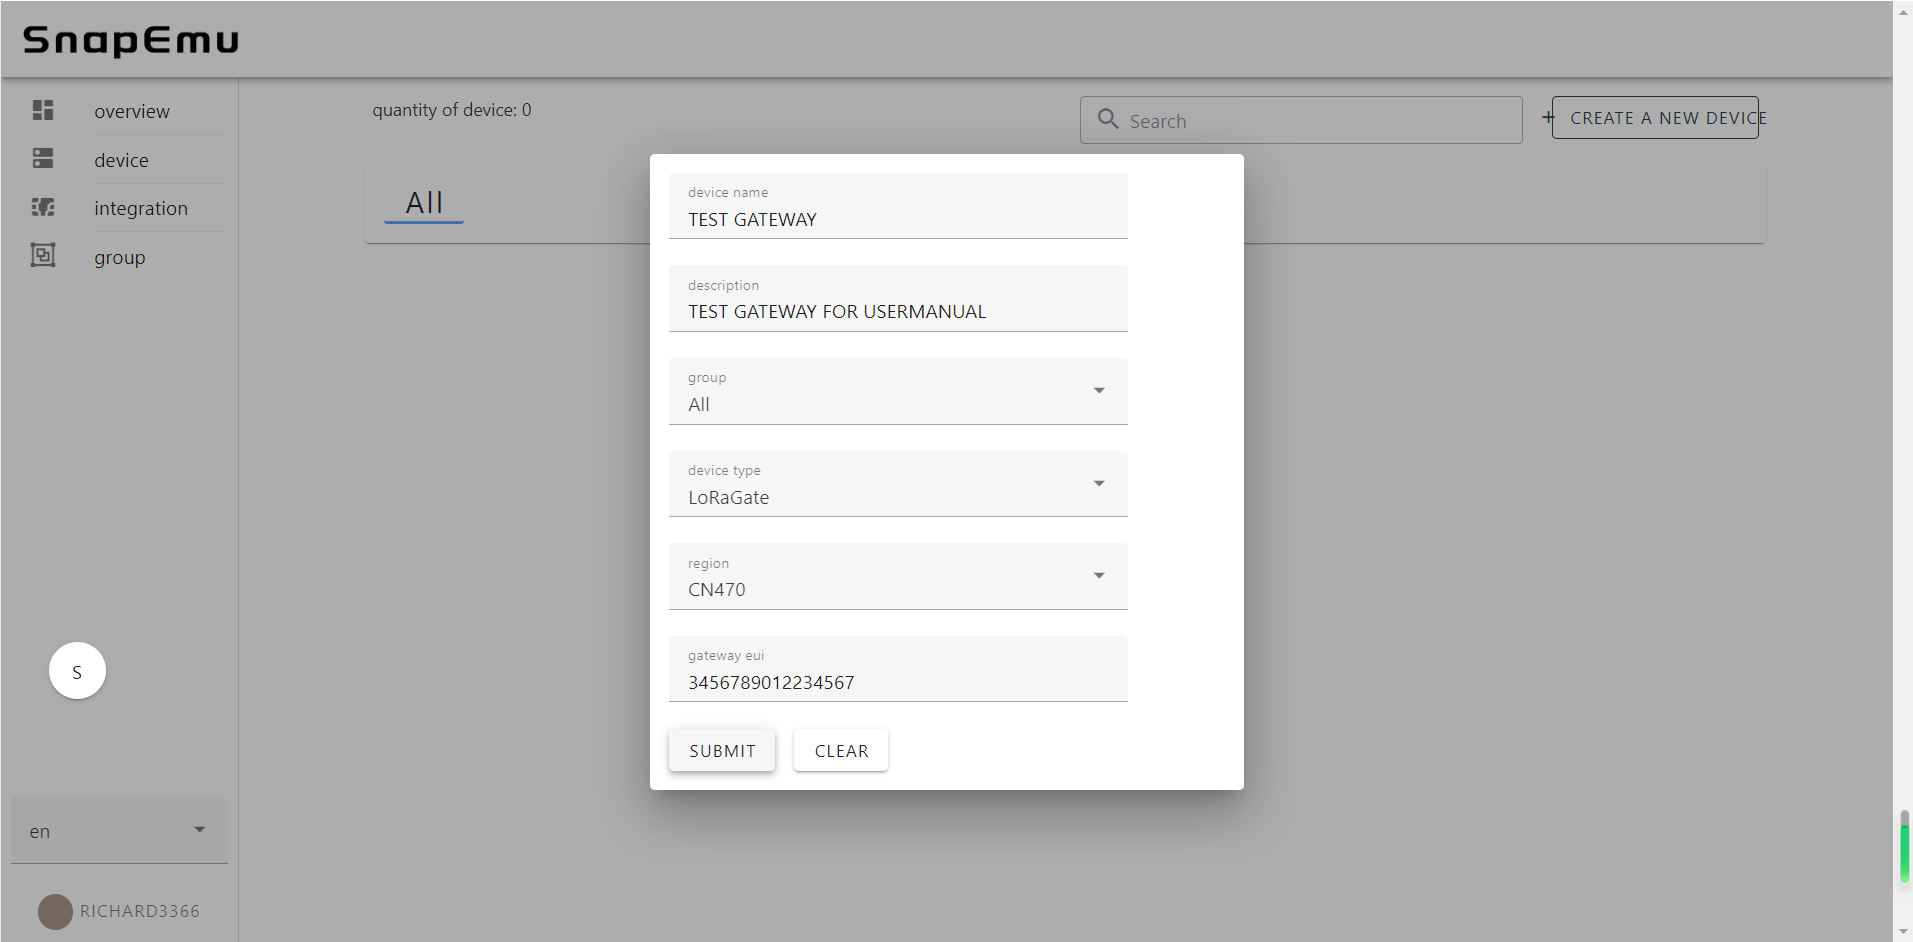 SnapEmu
overview
device
integration
group
quantity of device: 0
Search
+ CREATE A NEW DEVICE
All
device name
TEST GATEWAY
description
TEST GATEWAY FOR USERMANUAL
group
All
device type
LoRaGate
region
CN470
gateway eui
3456789012234567
SUBMIT CLEAR
S
en
RICHARD3366